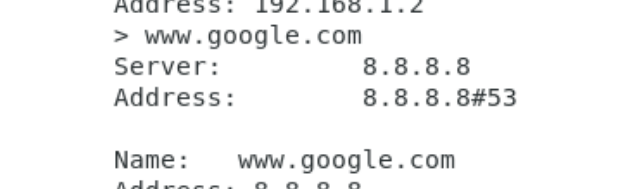 Address: 192.168.1.2
> www.google.com
Server: 8.8.8.8
Address: 8.8.8.8#53
Name: www.google.com
Address: 8.8.8.8